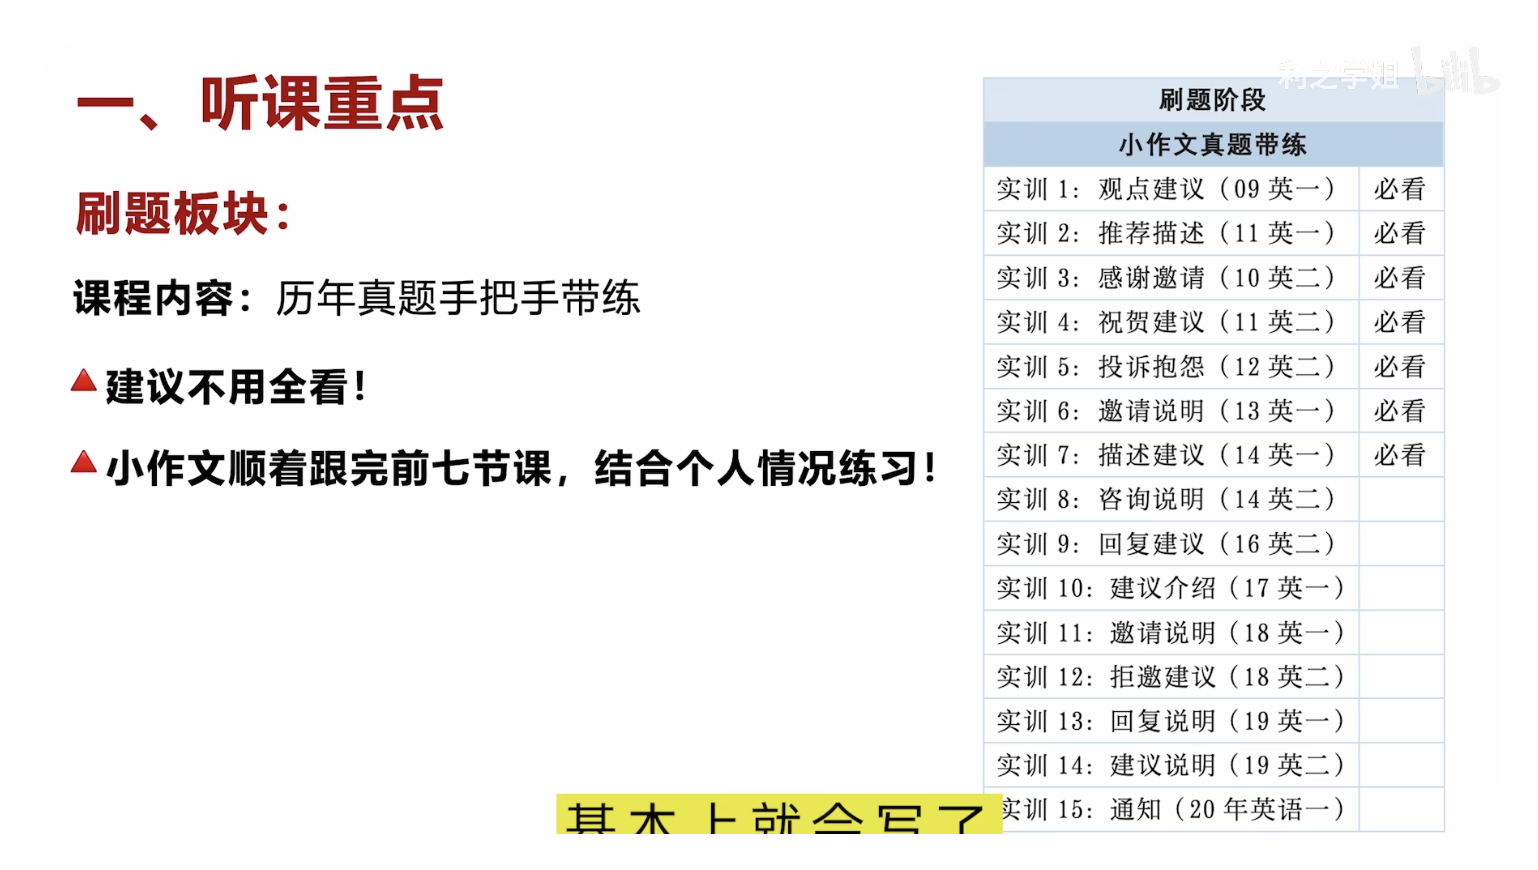 一、听课重点
刷题板块：
课程内容：历年真题手把手带练
建议不用全看！
小作文顺着跟完前七节课，结合个人情况练习！
利之学姐 bilib
刷题阶段
小作文真题带练
实训 1：观点建议（09 英一） 必看
实训 2：推荐描述（11 英一） 必看
实训 3：感谢邀请（10 英二） 必看
实训 4：祝贺建议（11 英二） 必看
实训 5：投诉抱怨（12 英二） 必看
实训 6：邀请说明（13 英一） 必看
实训 7：描述建议（14 英一） 必看
实训 8：咨询说明（14 英二）
实训 9：回复建议（16 英二）
实训 10：建议介绍（17 英一）
实训 11：邀请说明（18 英一）
实训 12：拒邀建议（18 英二）
实训 13：回复说明（19 英一）
实训 14：建议说明（19 英二）
实训 15：通知（20 年英语一）
基本上就会写了